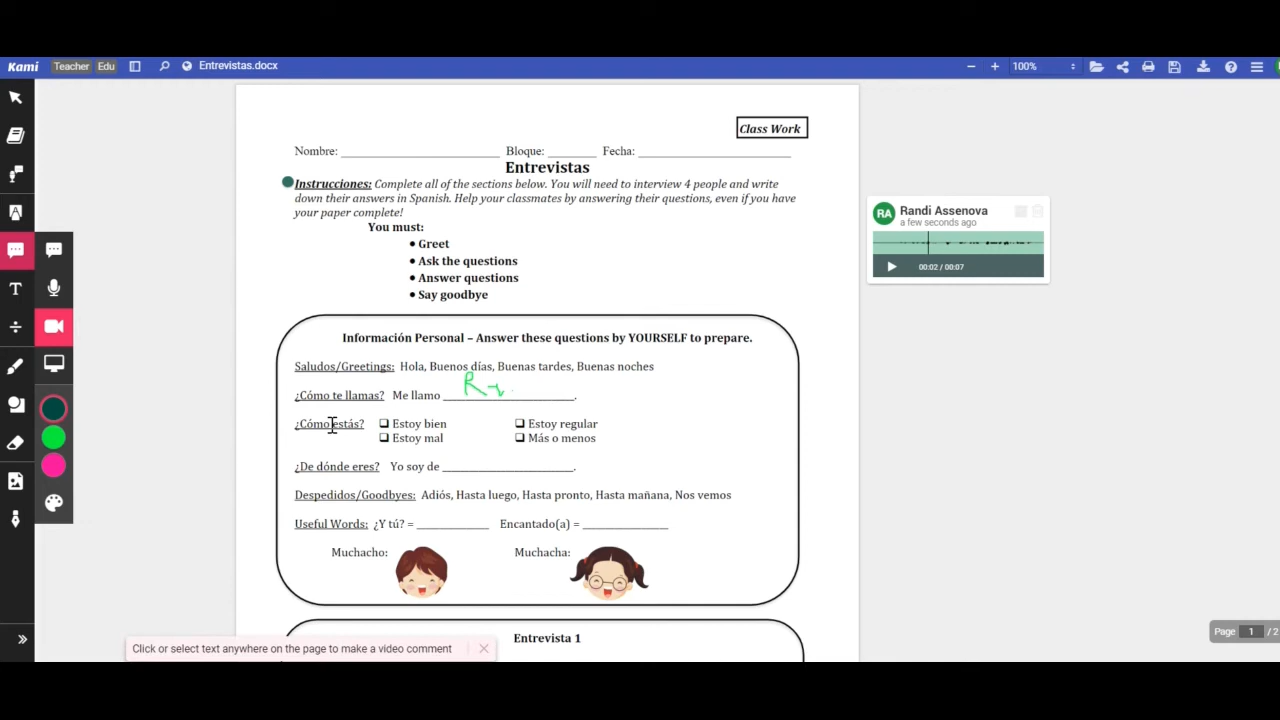 Kami Teacher Edu Entrevistas.docx 100%
Class Work
Nombre: ____________________ Bloque: ______ Fecha: ____________________
Entrevistas
Instrucciones: Complete all of the sections below. You will need to interview 4 people and write
down their answers in Spanish. Help your classmates by answering their questions, even if you have
your paper complete!
You must:
• Greet
• Ask the questions
• Answer questions
• Say goodbye
RA Randi Assenova
a few seconds ago
00:02 / 00:07
Información Personal – Answer these questions by YOURSELF to prepare.
Saludos/Greetings: Hola, Buenos días, Buenas tardes, Buenas noches
¿Cómo te llamas? Me llamo ____________________.
¿Cómo estás? ❑ Estoy bien ❑ Estoy regular
❑ Estoy mal ❑ Más o menos
¿De dónde eres? Yo soy de ____________________.
Despedidos/Goodbyes: Adiós, Hasta luego, Hasta pronto, Hasta mañana, Nos vemos
Useful Words: ¿Y tú? = __________ Encantado(a) = ____________
Muchacho: Muchacha:
Entrevista 1
Click or select text anywhere on the page to make a video comment
Page 1 / 2